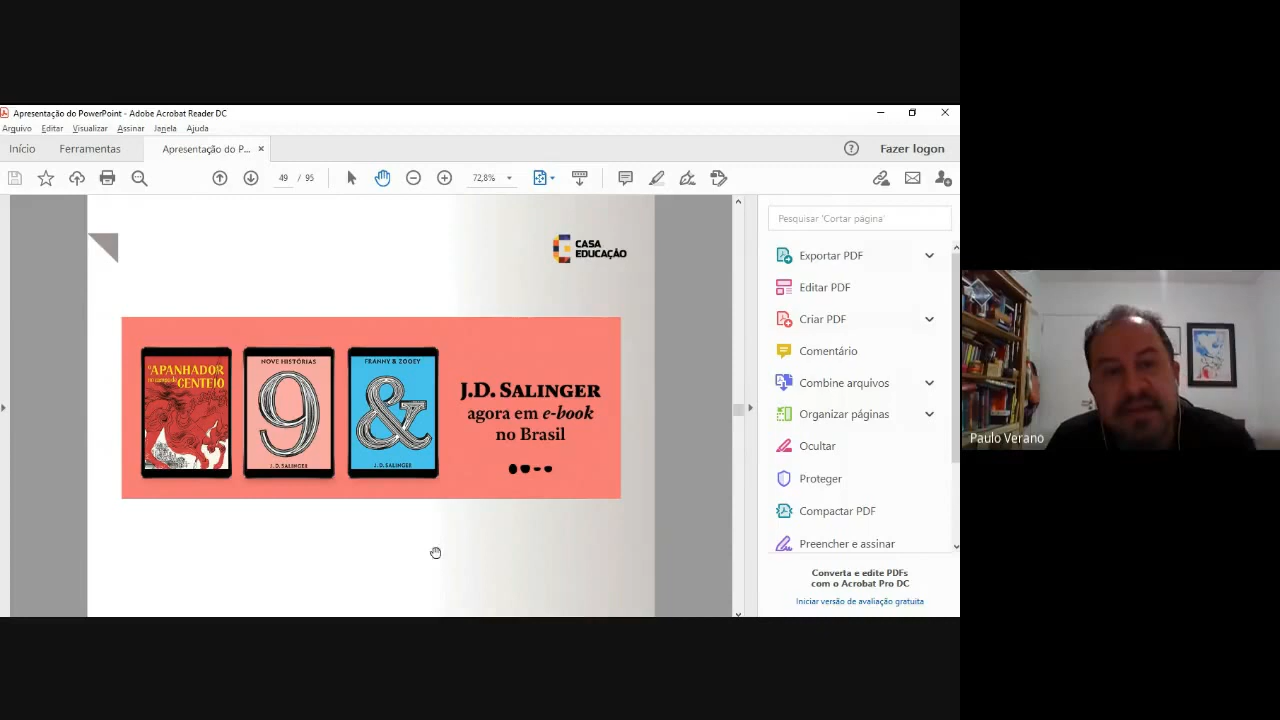 Apresentação do PowerPoint - Adobe Acrobat Reader DC
Arquivo Editar Visualizar Assinar Janela Ajuda
Início Ferramentas Apresentação do P... × Fazer logon
49 / 95 72,8%
Pesquisar 'Cortar página'
Exportar PDF
Editar PDF
Criar PDF
Comentário
Combine arquivos
Organizar páginas
Ocultar
Proteger
Compactar PDF
Preencher e assinar
Converta e edite PDFs
com o Acrobat Pro DC
Iniciar versão de avaliação gratuita
CASA
EDUCAÇÃO
O APANHADOR
no campo de
CENTEIO
NOVE HISTÓRIAS
9
J. D. SALINGER
FRANNY & ZOOEY
&
J. D. SALINGER
J.D. SALINGER
agora em e-book
no Brasil
Paulo Verano